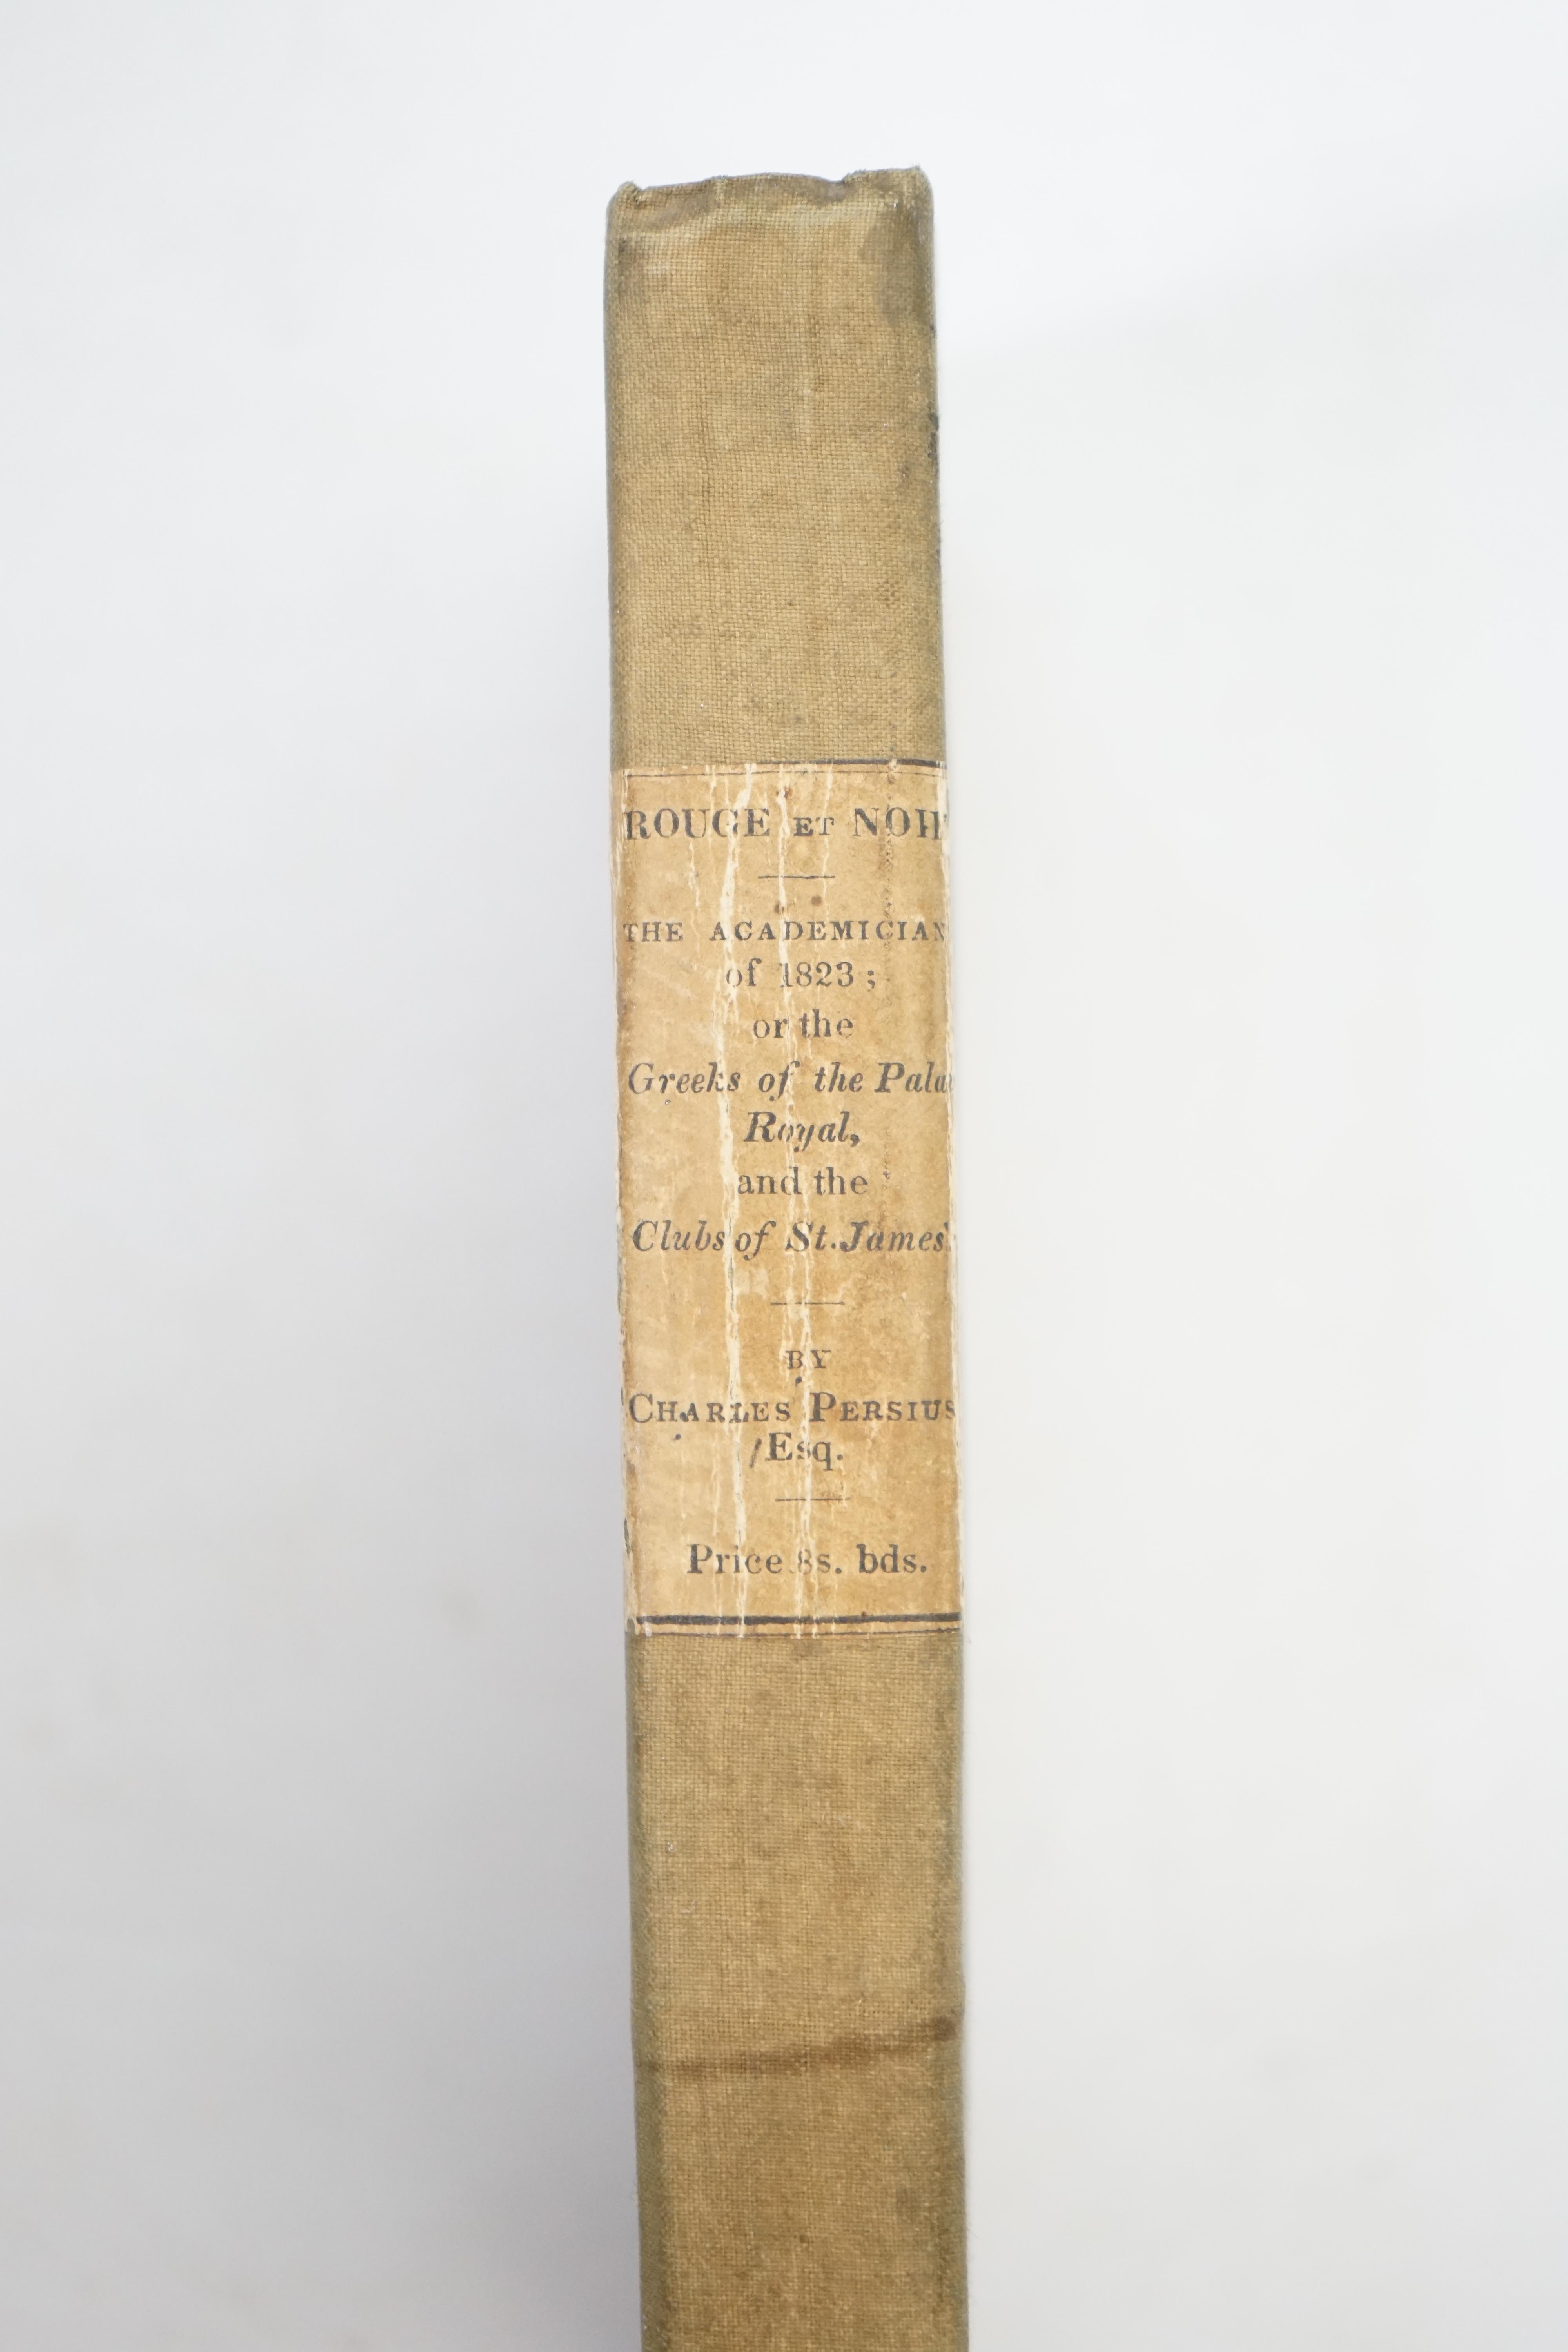 ROUGE ET NOIR
THE ACADEMICIAN
of 1823;
or the
Greeks of the Pala
Royal,
and the
Clubs of St. James's
BY
CHARLES PERSIUS
Esq.
Price 8s. bds.